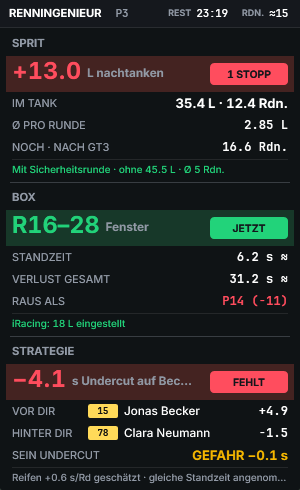 RENNINGENIEUR P3 REST 23:19 RDN. ≈15
SPRIT
+13.0 L nachtanken 1 STOPP
IM TANK 35.4 L · 12.4 Rdn.
Ø PRO RUNDE 2.85 L
NOCH · NACH GT3 16.6 Rdn.
Mit Sicherheitsrunde · ohne 45.5 L · Ø 5 Rdn.
BOX
R16–28 Fenster JETZT
STANDZEIT 6.2 s ≈
VERLUST GESAMT 31.2 s ≈
RAUS ALS P14 (-11)
iRacing: 18 L eingestellt
STRATEGIE
−4.1 s Undercut auf Bec... FEHLT
VOR DIR 15 Jonas Becker +4.9
HINTER DIR 78 Clara Neumann -1.5
SEIN UNDERCUT GEFAHR −0.1 s
Reifen +0.6 s/Rd geschätzt · gleiche Standzeit angenom...